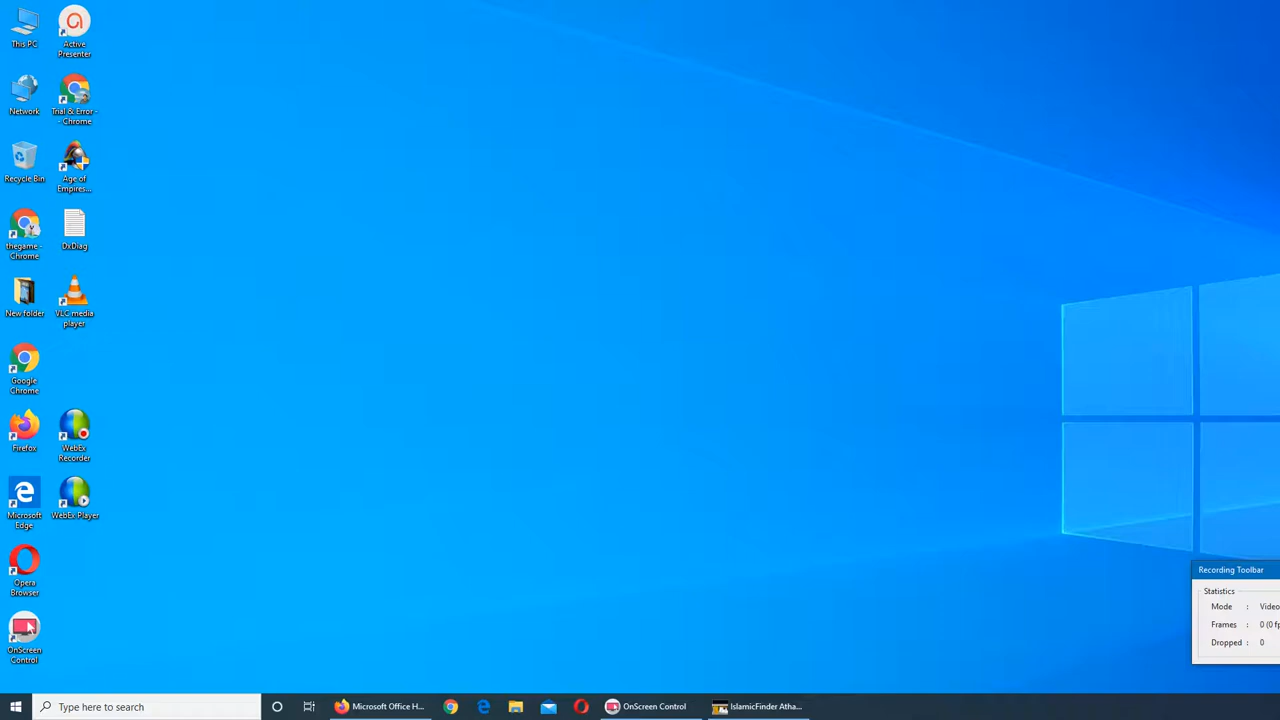 This PC
Active
Presenter
Network
Trial & Error -
- Chrome
Recycle Bin
Age of
Empires...
thegame -
Chrome
DxDiag
New folder
VLC media
player
Google
Chrome
Firefox
WebEx
Recorder
Microsoft
Edge
WebEx Player
Opera
Browser
OnScreen
Control
Recording Toolbar
Statistics
Mode : Video
Frames : 0 (0 fp
Dropped : 0
Type here to search
Microsoft Office H...
OnScreen Control
IslamicFinder Atha...